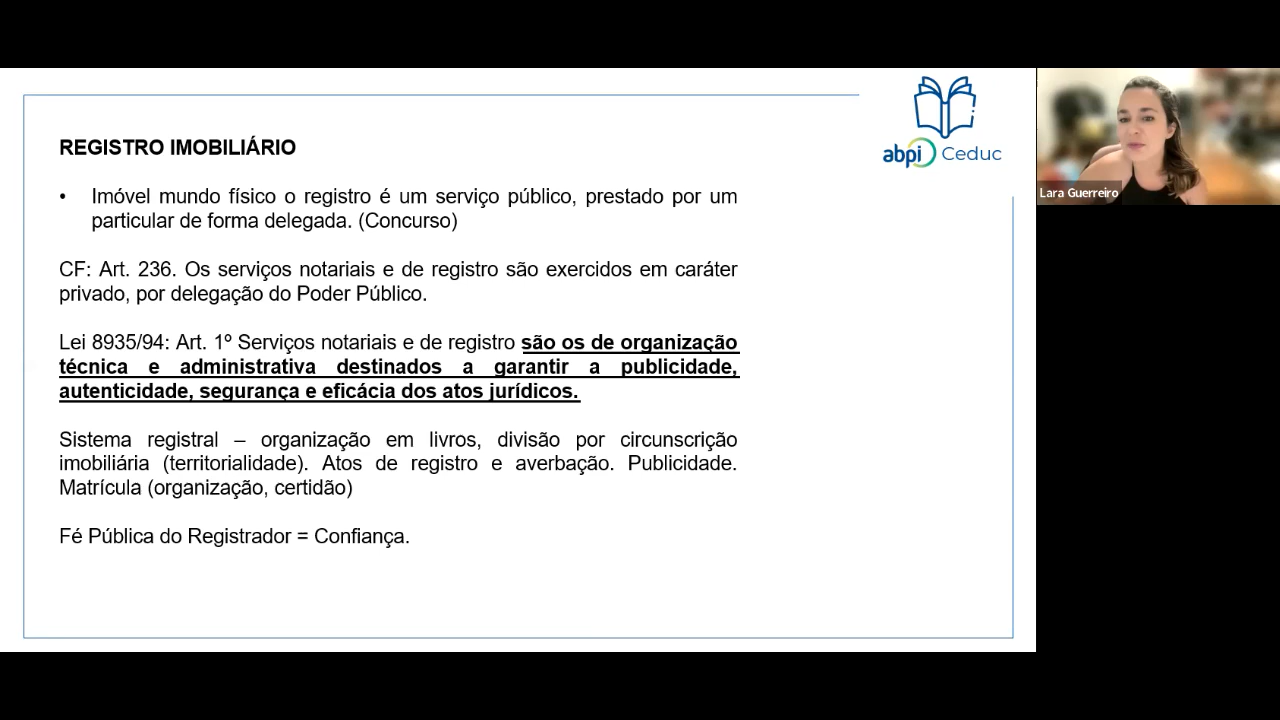 REGISTRO IMOBILIÁRIO
• Imóvel mundo físico o registro é um serviço público, prestado por um
particular de forma delegada. (Concurso)
CF: Art. 236. Os serviços notariais e de registro são exercidos em caráter
privado, por delegação do Poder Público.
Lei 8935/94: Art. 1º Serviços notariais e de registro são os de organização
técnica e administrativa destinados a garantir a publicidade,
autenticidade, segurança e eficácia dos atos jurídicos.
Sistema registral – organização em livros, divisão por circunscrição
imobiliária (territorialidade). Atos de registro e averbação. Publicidade.
Matrícula (organização, certidão)
Fé Pública do Registrador = Confiança.
abpi Ceduc
Lara Guerreiro